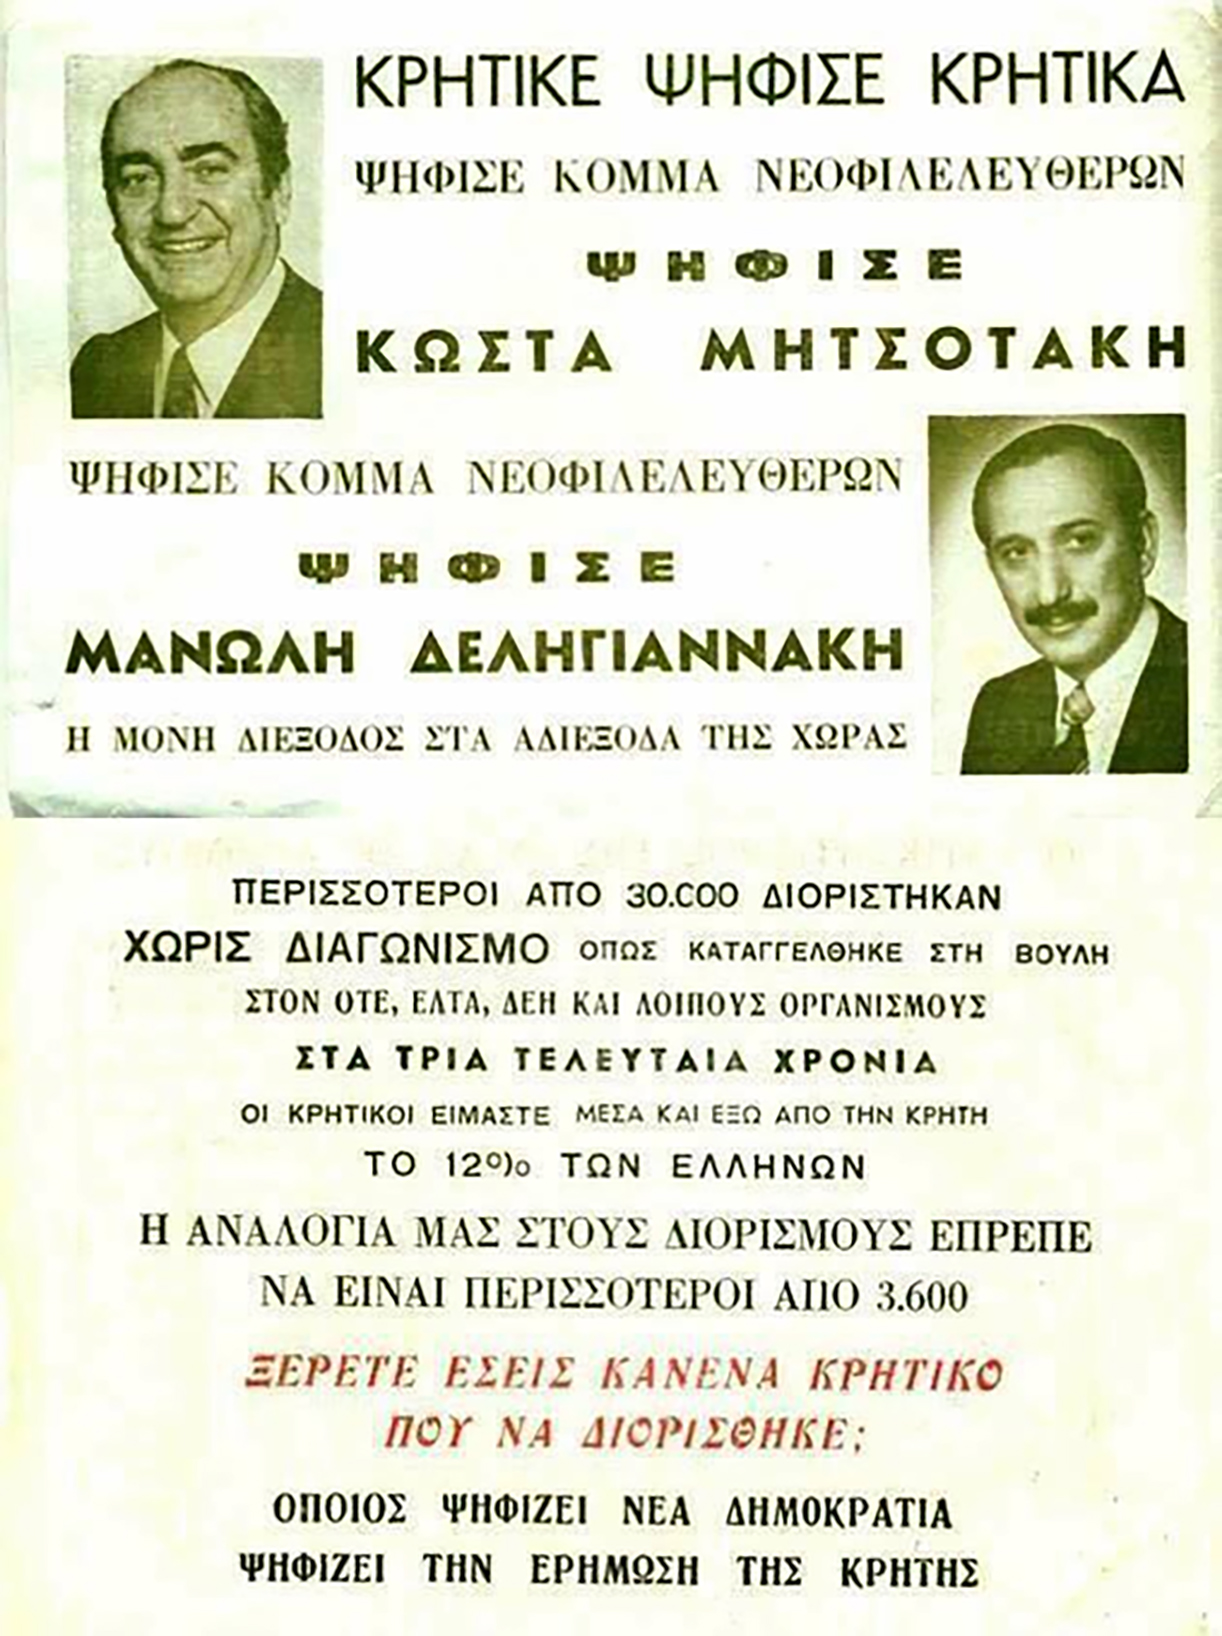 ΚΡΗΤΙΚΕ ΨΗΦΙΣΕ ΚΡΗΤΙΚΑ
ΨΗΦΙΣΕ ΚΟΜΜΑ ΝΕΟΦΙΛΕΛΕΥΘΕΡΩΝ
ΨΗΦΙΣΕ
ΚΩΣΤΑ ΜΗΤΣΟΤΑΚΗ
ΨΗΦΙΣΕ ΚΟΜΜΑ ΝΕΟΦΙΛΕΛΕΥΘΕΡΩΝ
ΨΗΦΙΣΕ
ΜΑΝΩΛΗ ΔΕΛΗΓΙΑΝΝΑΚΗ
Η ΜΟΝΗ ΔΙΕΞΟΔΟΣ ΣΤΑ ΑΔΙΕΞΟΔΑ ΤΗΣ ΧΩΡΑΣ
ΠΕΡΙΣΣΟΤΕΡΟΙ ΑΠΟ 30.000 ΔΙΟΡΙΣΤΗΚΑΝ
ΧΩΡΙΣ ΔΙΑΓΩΝΙΣΜΟ ΟΠΩΣ ΚΑΤΑΓΓΕΛΘΗΚΕ ΣΤΗ ΒΟΥΛΗ
ΣΤΟΝ ΟΤΕ, ΕΛΤΑ, ΔΕΗ ΚΑΙ ΛΟΙΠΟΥΣ ΟΡΓΑΝΙΣΜΟΥΣ
ΣΤΑ ΤΡΙΑ ΤΕΛΕΥΤΑΙΑ ΧΡΟΝΙΑ
ΟΙ ΚΡΗΤΙΚΟΙ ΕΙΜΑΣΤΕ ΜΕΣΑ ΚΑΙ ΕΞΩ ΑΠΟ ΤΗΝ ΚΡΗΤΗ
ΤΟ 12% ΤΩΝ ΕΛΛΗΝΩΝ
Η ΑΝΑΛΟΓΙΑ ΜΑΣ ΣΤΟΥΣ ΔΙΟΡΙΣΜΟΥΣ ΕΠΡΕΠΕ
ΝΑ ΕΙΝΑΙ ΠΕΡΙΣΣΟΤΕΡΟΙ ΑΠΟ 3.600
ΞΕΡΕΤΕ ΕΣΕΙΣ ΚΑΝΕΝΑ ΚΡΗΤΙΚΟ
ΠΟΥ ΝΑ ΔΙΟΡΙΣΘΗΚΕ;
ΟΠΟΙΟΣ ΨΗΦΙΖΕΙ ΝΕΑ ΔΗΜΟΚΡΑΤΙΑ
ΨΗΦΙΖΕΙ ΤΗΝ ΕΡΗΜΩΣΗ ΤΗΣ ΚΡΗΤΗΣ